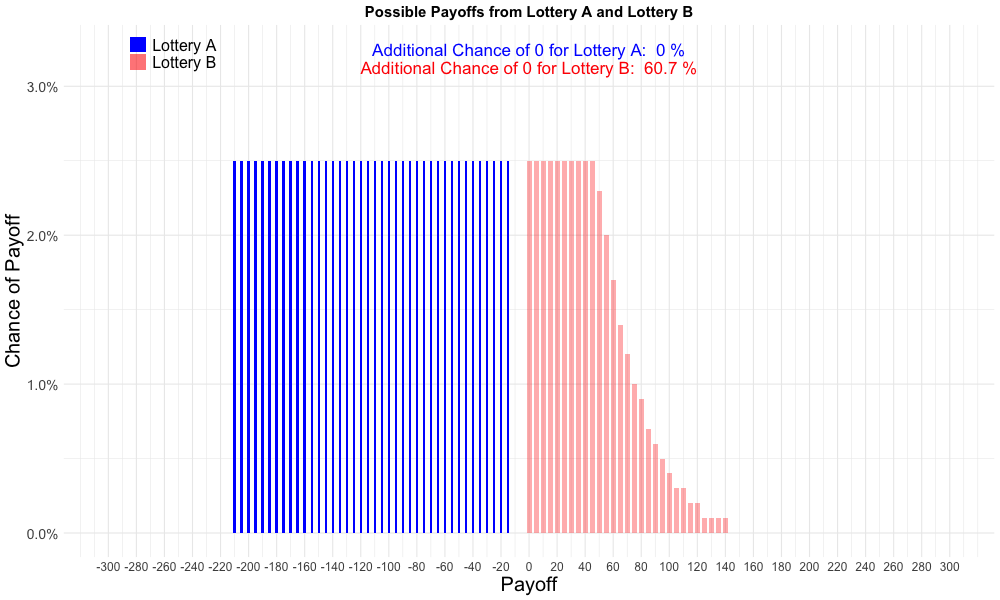 Possible Payoffs from Lottery A and Lottery B
Lottery A
Lottery B
Additional Chance of 0 for Lottery A:  0 %
Additional Chance of 0 for Lottery B:  60.7 %
3.0%
2.0%
1.0%
0.0%
Chance of Payoff
-300 -280 -260 -240 -220 -200 -180 -160 -140 -120 -100 -80 -60 -40 -20 0 20 40 60 80 100 120 140 160 180 200 220 240 260 280 300
Payoff